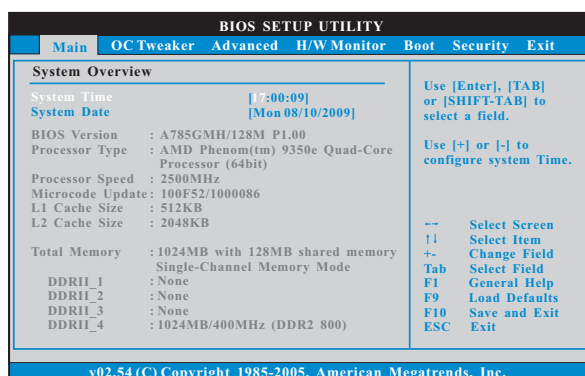 BIOS SETUP UTILITY
Main OC Tweaker Advanced H/W Monitor Boot Security Exit
System Overview
System Time [17:00:09]
System Date [Mon 08/10/2009]
BIOS Version : A785GMH/128M P1.00
Processor Type : AMD Phenom(tm) 9350e Quad-Core
Processor (64bit)
Processor Speed : 2500MHz
Microcode Update : 100F52/1000086
L1 Cache Size : 512KB
L2 Cache Size : 2048KB
Total Memory : 1024MB with 128MB shared memory
Single-Channel Memory Mode
DDRII_1 : None
DDRII_2 : None
DDRII_3 : None
DDRII_4 : 1024MB/400MHz (DDR2 800)
Use [Enter], [TAB]
or [SHIFT-TAB] to
select a field.
Use [+] or [-] to
configure system Time.
←→ Select Screen
↑↓ Select Item
+- Change Field
Tab Select Field
F1 General Help
F9 Load Defaults
F10 Save and Exit
ESC Exit
v02.54 (C) Copyright 1985-2005, American Megatrends, Inc.